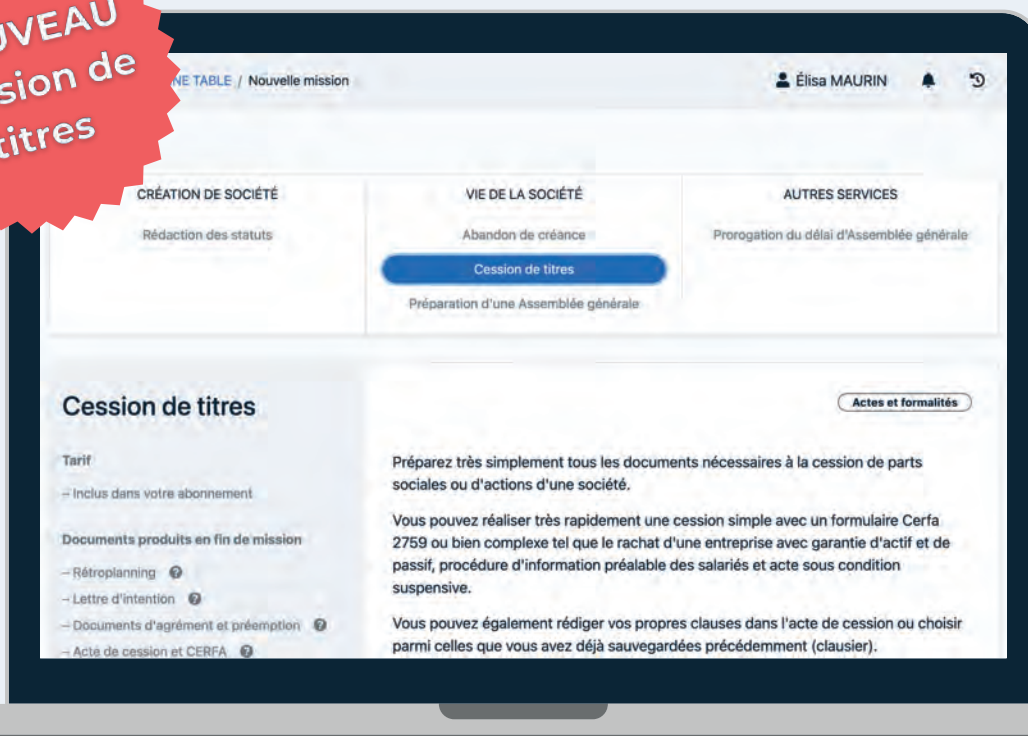 UVEAU
sion de
titres
NE TABLE / Nouvelle mission
Élisa MAURIN
CRÉATION DE SOCIÉTÉ
Rédaction des statuts
VIE DE LA SOCIÉTÉ
Abandon de créance
Cession de titres
Préparation d'une Assemblée générale
AUTRES SERVICES
Prorogation du délai d'Assemblée générale
Cession de titres
Tarif
– Inclus dans votre abonnement
Documents produits en fin de mission
– Rétroplanning ?
– Lettre d'intention ?
– Documents d'agrément et préemption ?
– Acte de cession et CERFA ?
Actes et formalités
Préparez très simplement tous les documents nécessaires à la cession de parts
sociales ou d'actions d'une société.
Vous pouvez réaliser très rapidement une cession simple avec un formulaire Cerfa
2759 ou bien complexe tel que le rachat d'une entreprise avec garantie d'actif et de
passif, procédure d'information préalable des salariés et acte sous condition
suspensive.
Vous pouvez également rédiger vos propres clauses dans l'acte de cession ou choisir
parmi celles que vous avez déjà sauvegardées précédemment (clausier).